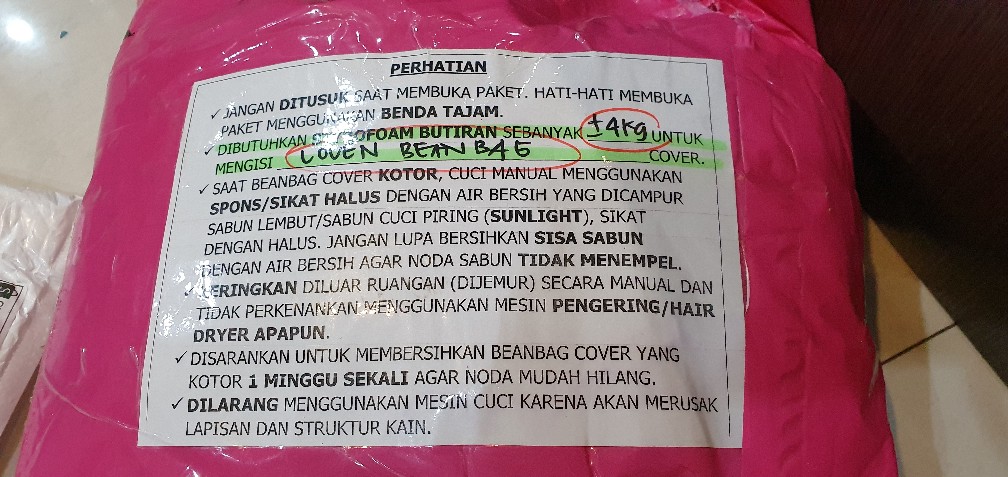 PERHATIAN
✓ JANGAN DITUSUK SAAT MEMBUKA PAKET. HATI-HATI MEMBUKA
PAKET MENGGUNAKAN BENDA TAJAM.
✓ DIBUTUHKAN BUTIRAN SEBANYAK ±4KG UNTUK
MENGISI COVER BEAN BAG COVER.
✓ SAAT BEANBAG COVER KOTOR, CUCI MANUAL MENGGUNAKAN
SPONS/SIKAT HALUS DENGAN AIR BERSIH YANG DICAMPUR
SABUN LEMBUT/SABUN CUCI PIRING (SUNLIGHT), SIKAT
DENGAN HALUS. JANGAN LUPA BERSIHKAN SISA SABUN
DENGAN AIR BERSIH AGAR NODA SABUN TIDAK MENEMPEL.
✓ KERINGKAN DILUAR RUANGAN (DIJEMUR) SECARA MANUAL DAN
TIDAK PERKENANKAN MENGGUNAKAN MESIN PENGERING/HAIR
DRYER APAPUN.
✓ DISARANKAN UNTUK MEMBERSIHKAN BEANBAG COVER YANG
KOTOR 1 MINGGU SEKALI AGAR NODA MUDAH HILANG.
✓ DILARANG MENGGUNAKAN MESIN CUCI KARENA AKAN MERUSAK
LAPISAN DAN STRUKTUR KAIN.